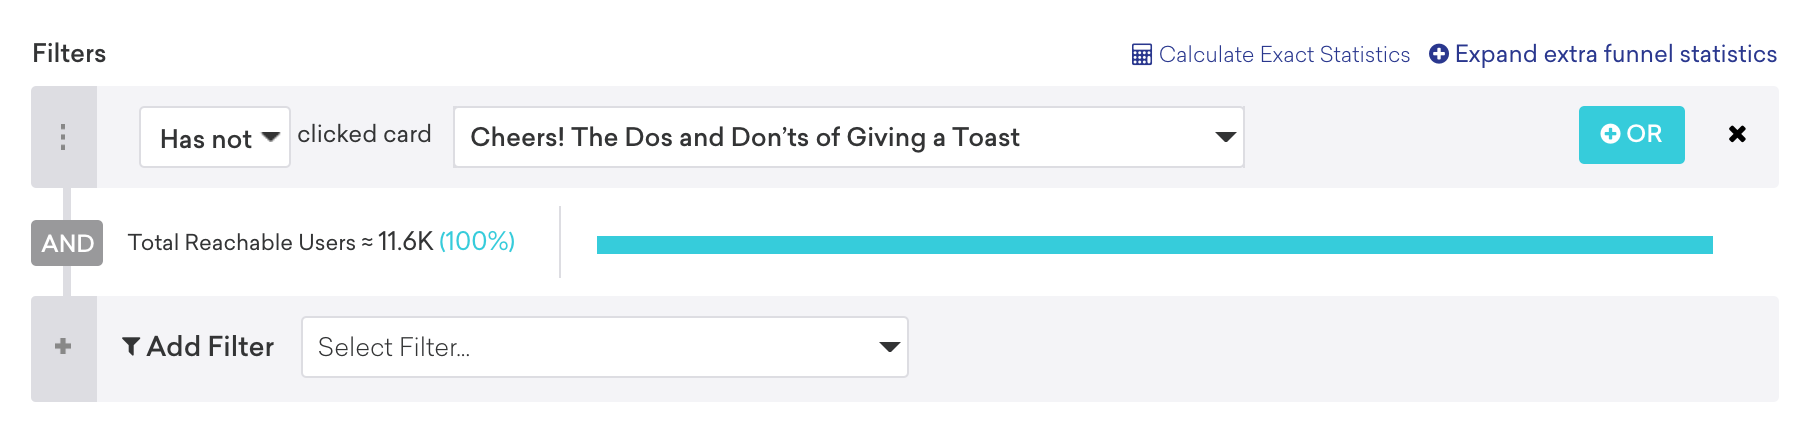 Filters
Calculate Exact Statistics Expand extra funnel statistics
Has not clicked card Cheers! The Dos and Don’ts of Giving a Toast OR
AND Total Reachable Users ≈ 11.6K (100%)
Add Filter Select Filter...